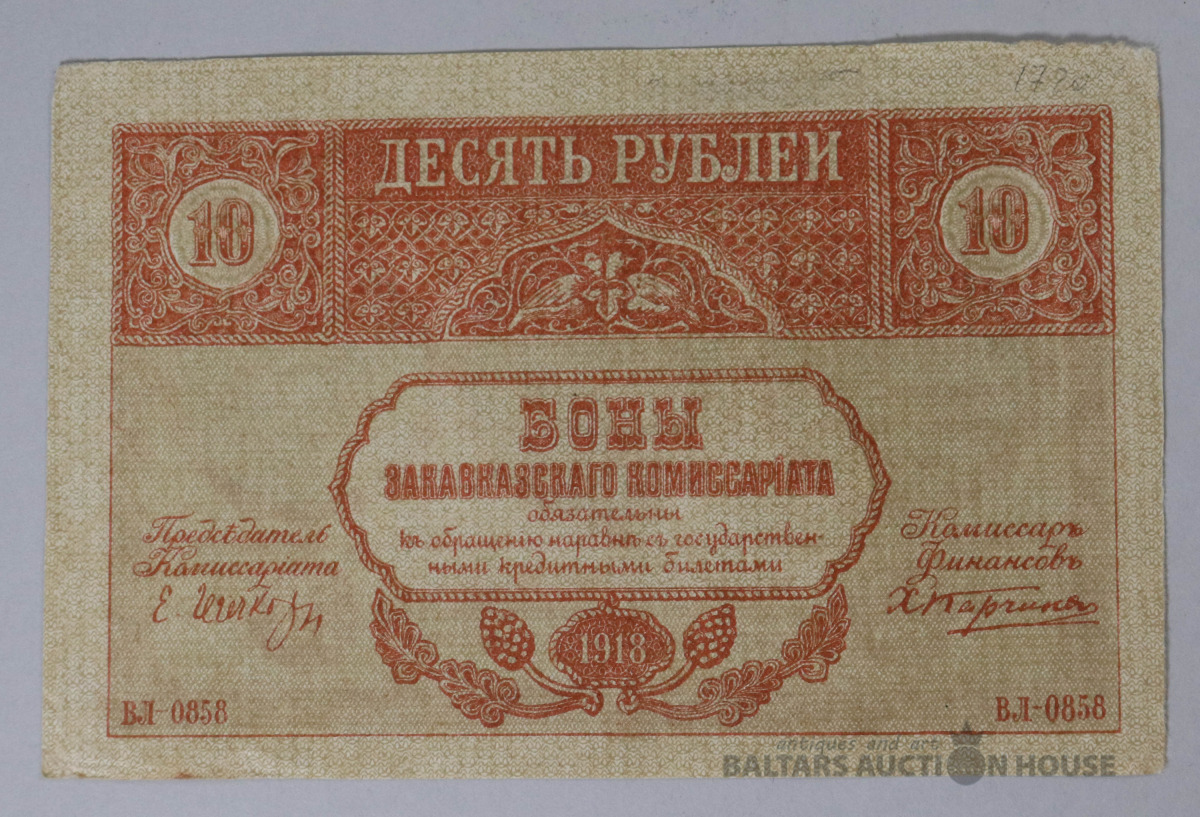 1720
ДЕСЯТЬ РУБЛЕЙ
10
10
БОНЫ
ЗАКАВКАЗСКАГО КОМИССАРІАТА
обязательны
къ обращенію наравнѣ съ государствен-
ными кредитными билетами
Предсѣдатель
Комиссаріата
Комиссаръ
Финансовъ
1918
ВЛ-0858
ВЛ-0858
antiques and art
BALTARS AUCTION HOUSE